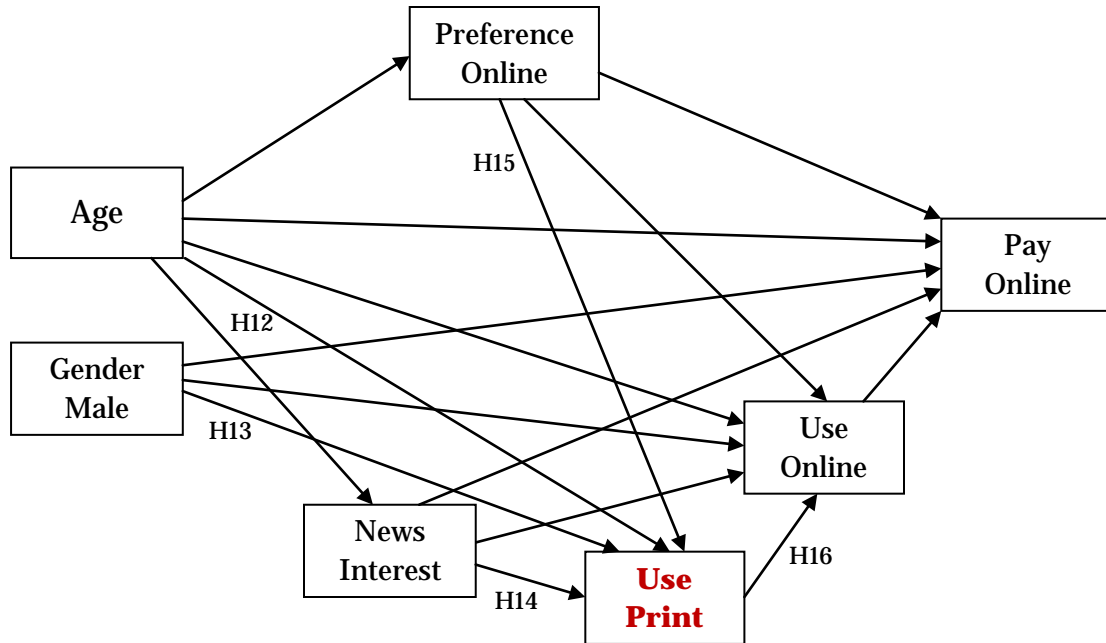 Preference
Online
H15
Age
Pay
Online
H12
Gender
Male
H13
Use
Online
News
Interest
H14
Use
Print
H16